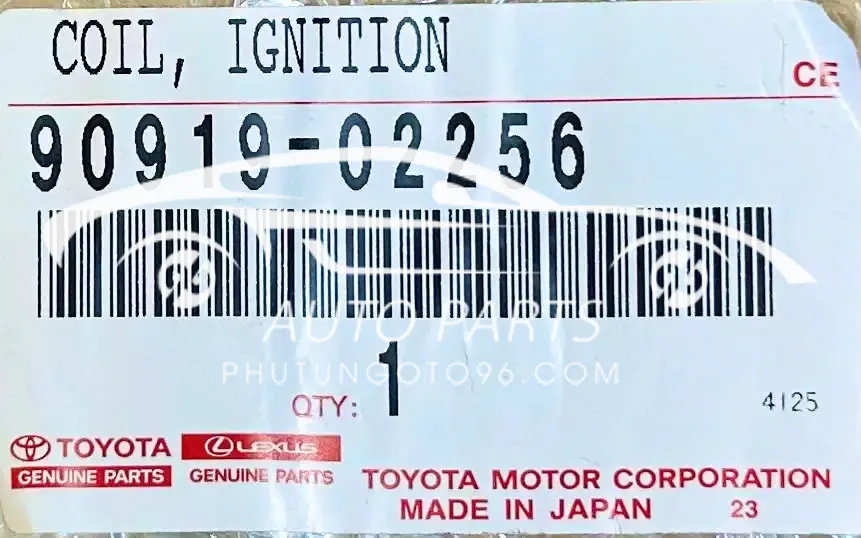 COIL, IGNITION
CE
90919-02256
AUTO PARTS
PHUTUNGOTO96.COM
QTY: 1
4125
TOYOTA LEXUS
GENUINE PARTS GENUINE PARTS
TOYOTA MOTOR CORPORATION
MADE IN JAPAN 23